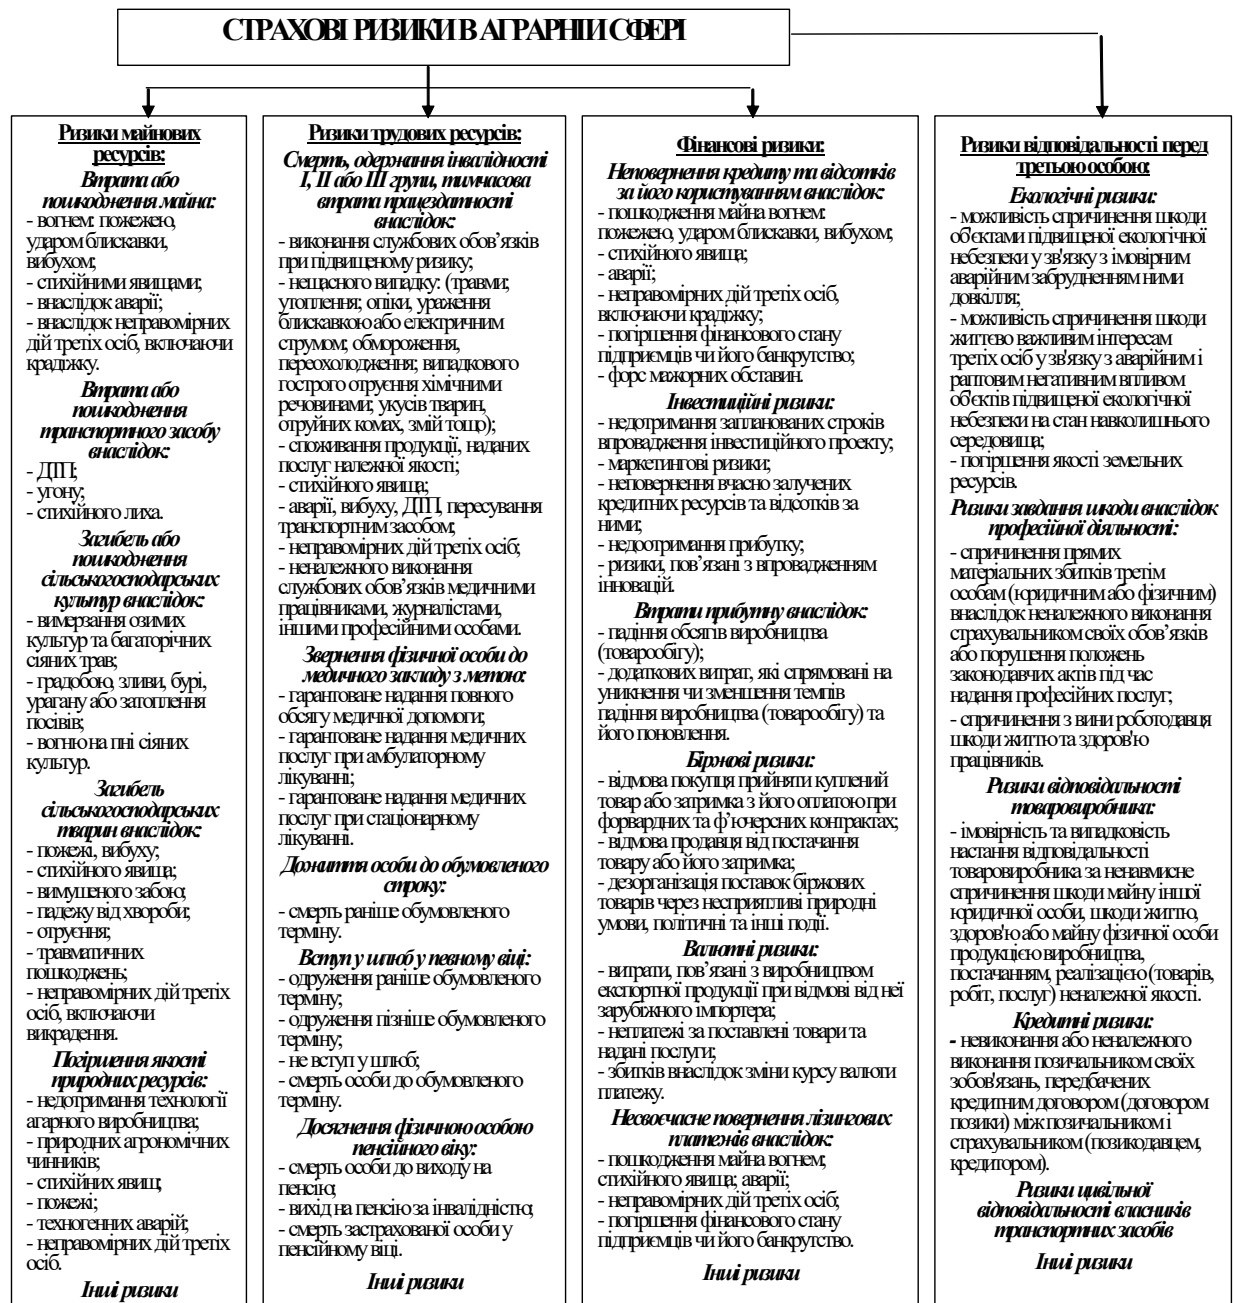 СТРАХОВІ РИЗИКИ В АГРАРНІЙ СФЕРІ
Ризики майнових
ресурсів:
Втрата або
пошкодження майна:
- вогнем: пожежею,
ударом блискавки,
вибухом;
- стихійними явищами;
- внаслідок аварії;
- внаслідок неправомірних
дій третіх осіб, включаючи
крадіжку.
Втрата або
пошкодження
транспортного засобу
внаслідок:
- ДТП;
- угону;
- стихійного лиха.
Загибель або
пошкодження
сільськогосподарських
культур внаслідок:
- вимерзання озимих
культур та багаторічних
сіяних трав;
- градобою, зливи, бурі,
урагану або затоплення
посівів;
- вогню на пні сіяних
культур.
Загибель
сільськогосподарських
тварин внаслідок:
- пожежі, вибуху;
- стихійного явища;
- вимушеного забою;
- падежу від хвороби;
- отруєння;
- травматичних
пошкоджень;
- неправомірних дій третіх
осіб, включаючи
викрадення.
Погіршення якості
природних ресурсів:
- недотримання технології
агарного виробництва;
- природних агрономічних
чинників;
- стихійних явищ;
- пожежі;
- техногенних аварій;
- неправомірних дій третіх
осіб.
Інші ризики
Ризики трудових ресурсів:
Смерть, одержання інвалідності
І, ІІ або ІІІ групи, тимчасова
втрата працездатності
внаслідок:
- виконання службових обов’язків
при підвищеному ризику;
- нещасного випадку: (травми;
утоплення; опіки, ураження
блискавкою або електричним
струмом; обмороження,
переохолодження; випадкового
гострого отруєння хімічними
речовинами; укусів тварин,
отруйних комах, змій тощо);
- споживання продукції, наданих
послуг належної якості;
- стихійного явища;
- аварії, вибуху, ДТП, пересування
транспортним засобом;
- неправомірних дій третіх осіб;
- неналежного виконання
службових обов’язків медичними
працівниками, журналістами,
іншими професійними особами.
Звернення фізичної особи до
медичного закладу з метою:
- гарантоване надання повного
обсягу медичної допомоги;
- гарантоване надання медичних
послуг при амбулаторному
лікуванні;
- гарантоване надання медичних
послуг при стаціонарному
лікуванні.
Дожиття особи до обумовленого
строку:
- смерть раніше обумовленого
терміну.
Вступ у шлюб у певному віці:
- одруження раніше обумовленого
терміну;
- одруження пізніше обумовленого
терміну;
- не вступ у шлюб;
- смерть особи до обумовленого
терміну.
Досягнення фізичною особою
пенсійного віку:
- смерть особи до виходу на
пенсію;
- вихід на пенсію за інвалідністю;
- смерть застрахованої особи у
пенсійному віці.
Інші ризики
Фінансові ризики:
Неповернення кредиту та відсотків
за його користуванням внаслідок:
- пошкодження майна вогнем:
пожежею, ударом блискавки, вибухом;
- стихійного явища;
- аварії;
- неправомірних дій третіх осіб,
включаючи крадіжку;
- погіршення фінансового стану
підприємців чи його банкрутство;
- форс мажорних обставин.
Інвестиційні ризики:
- недотримання запланованих строків
впровадження інвестиційного проекту;
- маркетингові ризики;
- неповернення вчасно залучених
кредитних ресурсів та відсотків за
ними;
- недоотримання прибутку;
- ризики, пов’язані з впровадженням
інновацій.
Втрати прибутну внаслідок:
- падіння обсягів виробництва
(товарообігу);
- додаткових витрат, які спрямовані на
уникнення чи зменшення темпів
падіння виробництва (товарообігу) та
його поновлення.
Біржові ризики:
- відмова покупця прийняти куплений
товар або затримка з його оплатою при
форвардних та ф’ючерсних контрактах;
- відмова продавця від постачання
товару або його затримка;
- дезорганізація поставок біржових
товарів через несприятливі природні
умови, політичні та інші події.
Валютні ризики:
- витрати, пов’язані з виробництвом
експортної продукції при відмові від неї
зарубіжного імпортера;
- неплатежі за поставлені товари та
надані послуги;
- збитків внаслідок зміни курсу валюти
платежу.
Несвоєчасне повернення лізингових
платежів внаслідок:
- пошкодження майна вогнем;
стихійного явища; аварії;
- неправомірних дій третіх осіб;
- погіршення фінансового стану
підприємців чи його банкрутство.
Інші ризики
Ризики відповідальності перед
третьою особою:
Екологічні ризики:
- можливість спричинення шкоди
об'єктами підвищеної екологічної
небезпеки у зв'язку з імовірним
аварійним забрудненням ними
довкілля;
- можливість спричинення шкоди
життєво важливим інтересам
третіх осіб у зв'язку з аварійним і
раптовим негативним впливом
об'єктів підвищеної екологічної
небезпеки на стан навколишнього
середовища;
- погіршення якості земельних
ресурсів.
Ризики завдання шкоди внаслідок
професійної діяльності:
- спричинення прямих
матеріальних збитків третім
особам (юридичним або фізичним)
внаслідок неналежного виконання
страхувальником своїх обов’язків
або порушення положень
законодавчих актів під час
надання професійних послуг;
- спричинення з вини роботодавця
шкоди життю та здоров'ю
працівників.
Ризики відповідальності
товаровиробника:
- імовірність та випадковість
настання відповідальності
товаровиробника за ненавмисне
спричинення шкоди майну іншої
юридичної особи, шкоди життю,
здоров'ю або майну фізичної особи
продукцією виробництва,
постачанням, реалізацією (товарів,
робіт, послуг) неналежної якості.
Кредитні ризики:
- невиконання або неналежного
виконання позичальником своїх
зобов'язань, передбачених
кредитним договором (договором
позики) між позичальником і
страхувальником (позикодавцем,
кредитором).
Ризики цивільної
відповідальності власників
транспортних засобів
Інші ризики